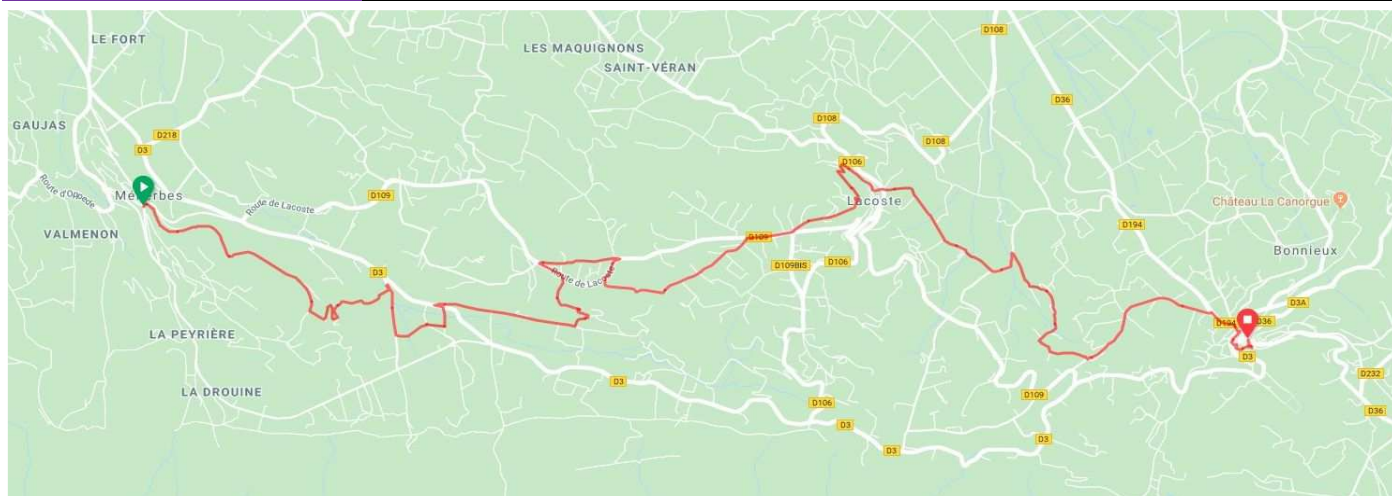 LE FORT
LES MAQUIGNONS
SAINT-VÉRAN
D108
D36
GAUJAS
D218
D3
D108
D108
D106
Route d'Oppède
Ménerbes
D109
Route de Lacoste
Lacoste
Château La Canorgue
VALMENON
D109
D194
Bonnieux
D3
D109BIS
D106
Route de Lacoste
D3A
LA PEYRIÈRE
D194
D36
D3
LA DROUINE
D3
D109
D232
D106
D36
D3
D3
D3